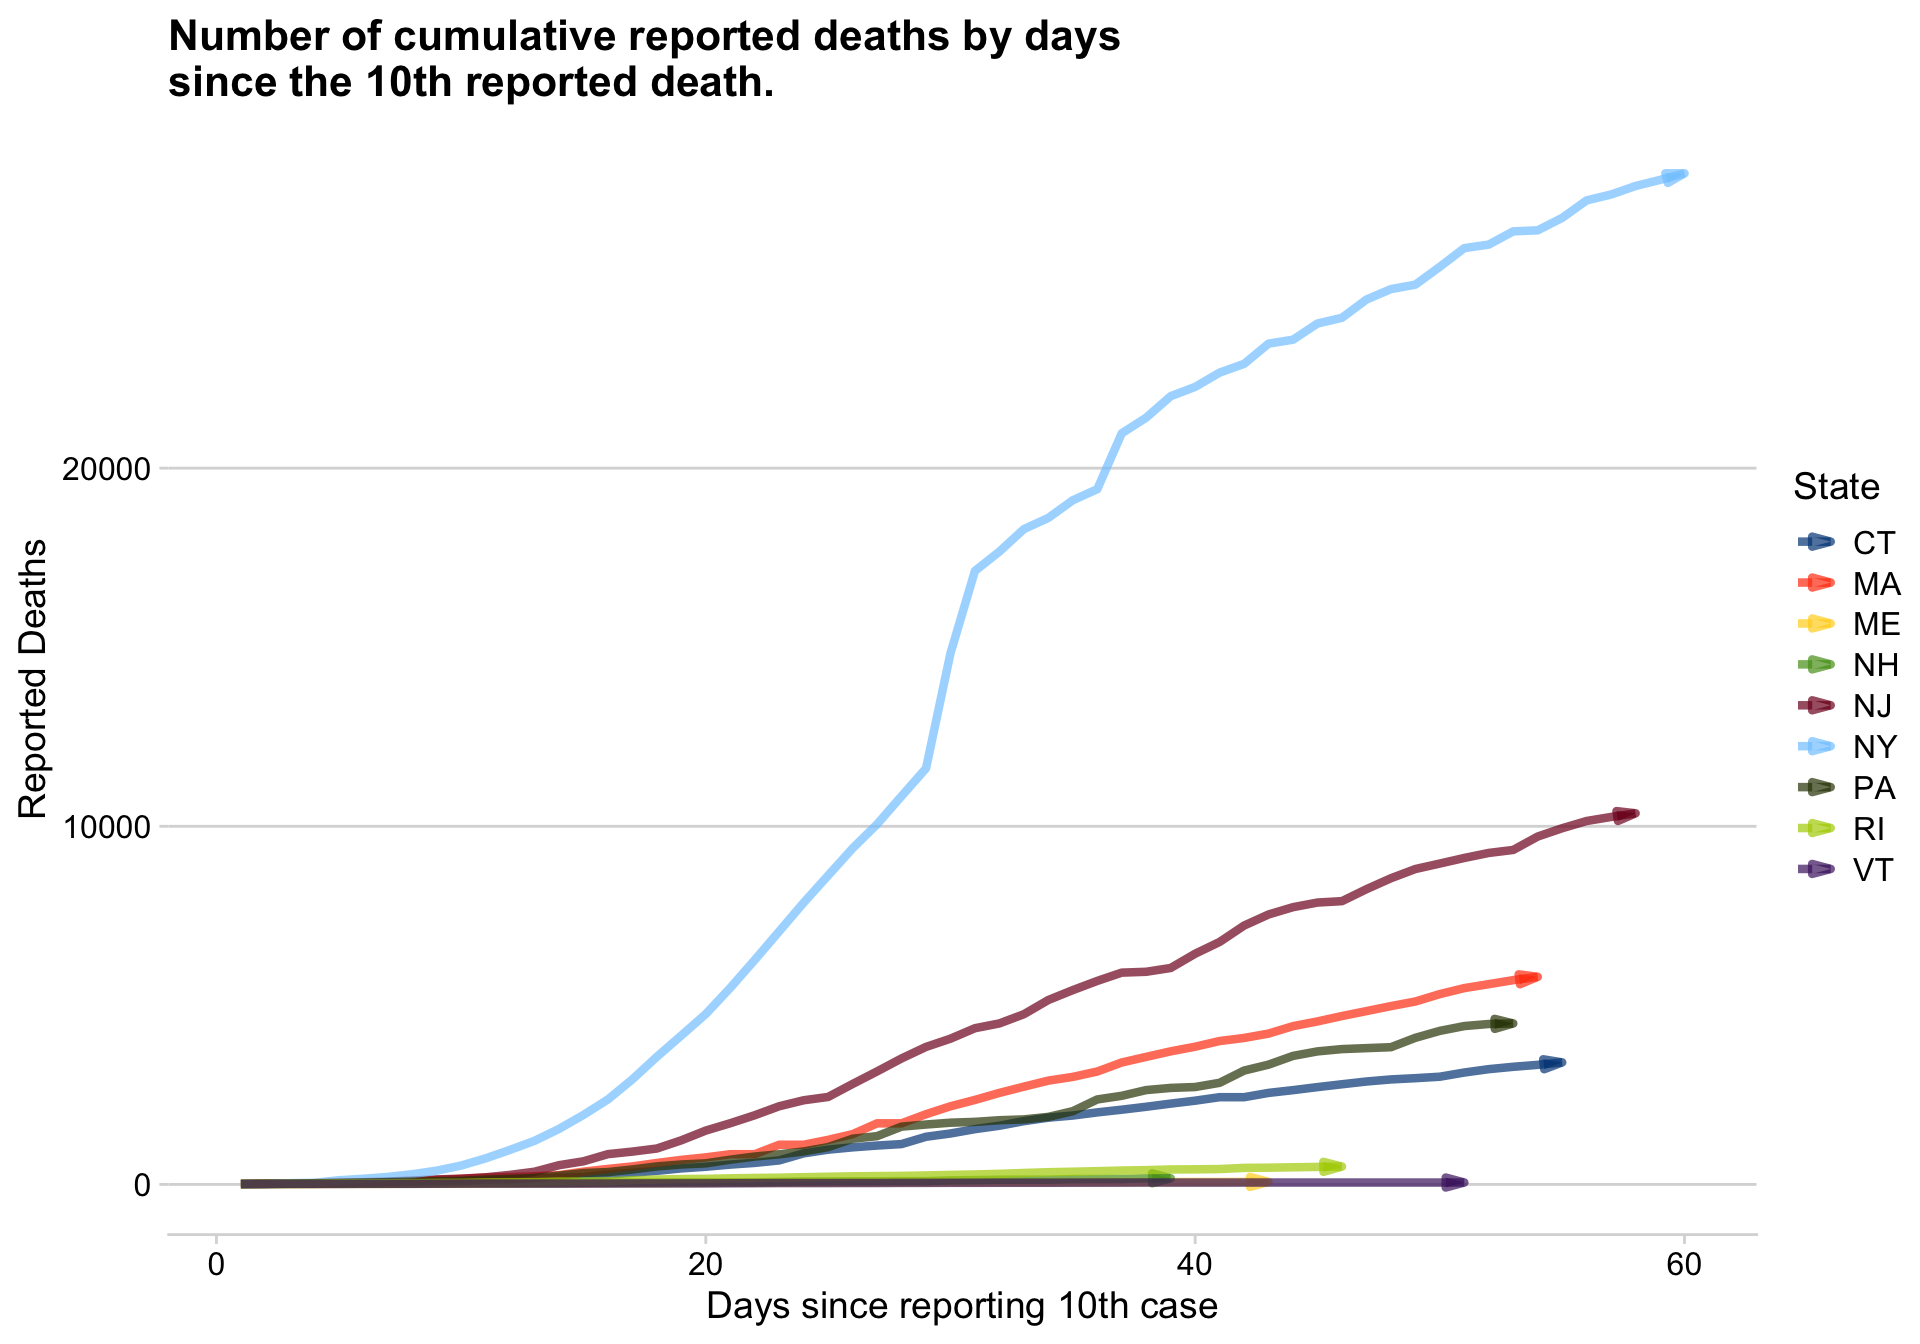 Number of cumulative reported deaths by days
since the 10th reported death.
Reported Deaths
20000
10000
0
0
20
40
60
Days since reporting 10th case
State
CT
MA
ME
NH
NJ
NY
PA
RI
VT